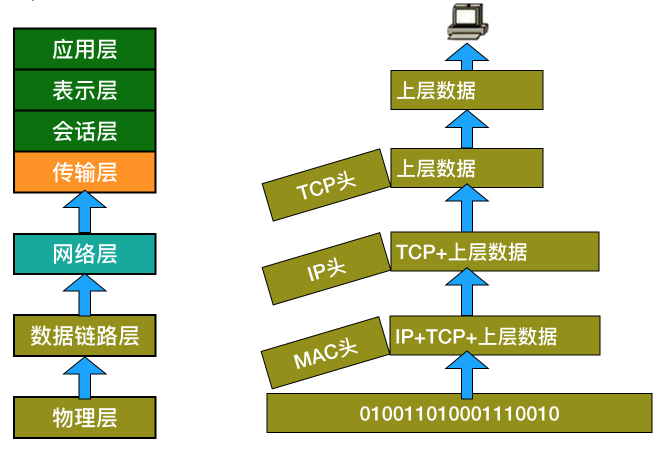 应用层
表示层
会话层
传输层
网络层
数据链路层
物理层
上层数据
TCP头
上层数据
IP头
TCP+上层数据
MAC头
IP+TCP+上层数据
010011010001110010